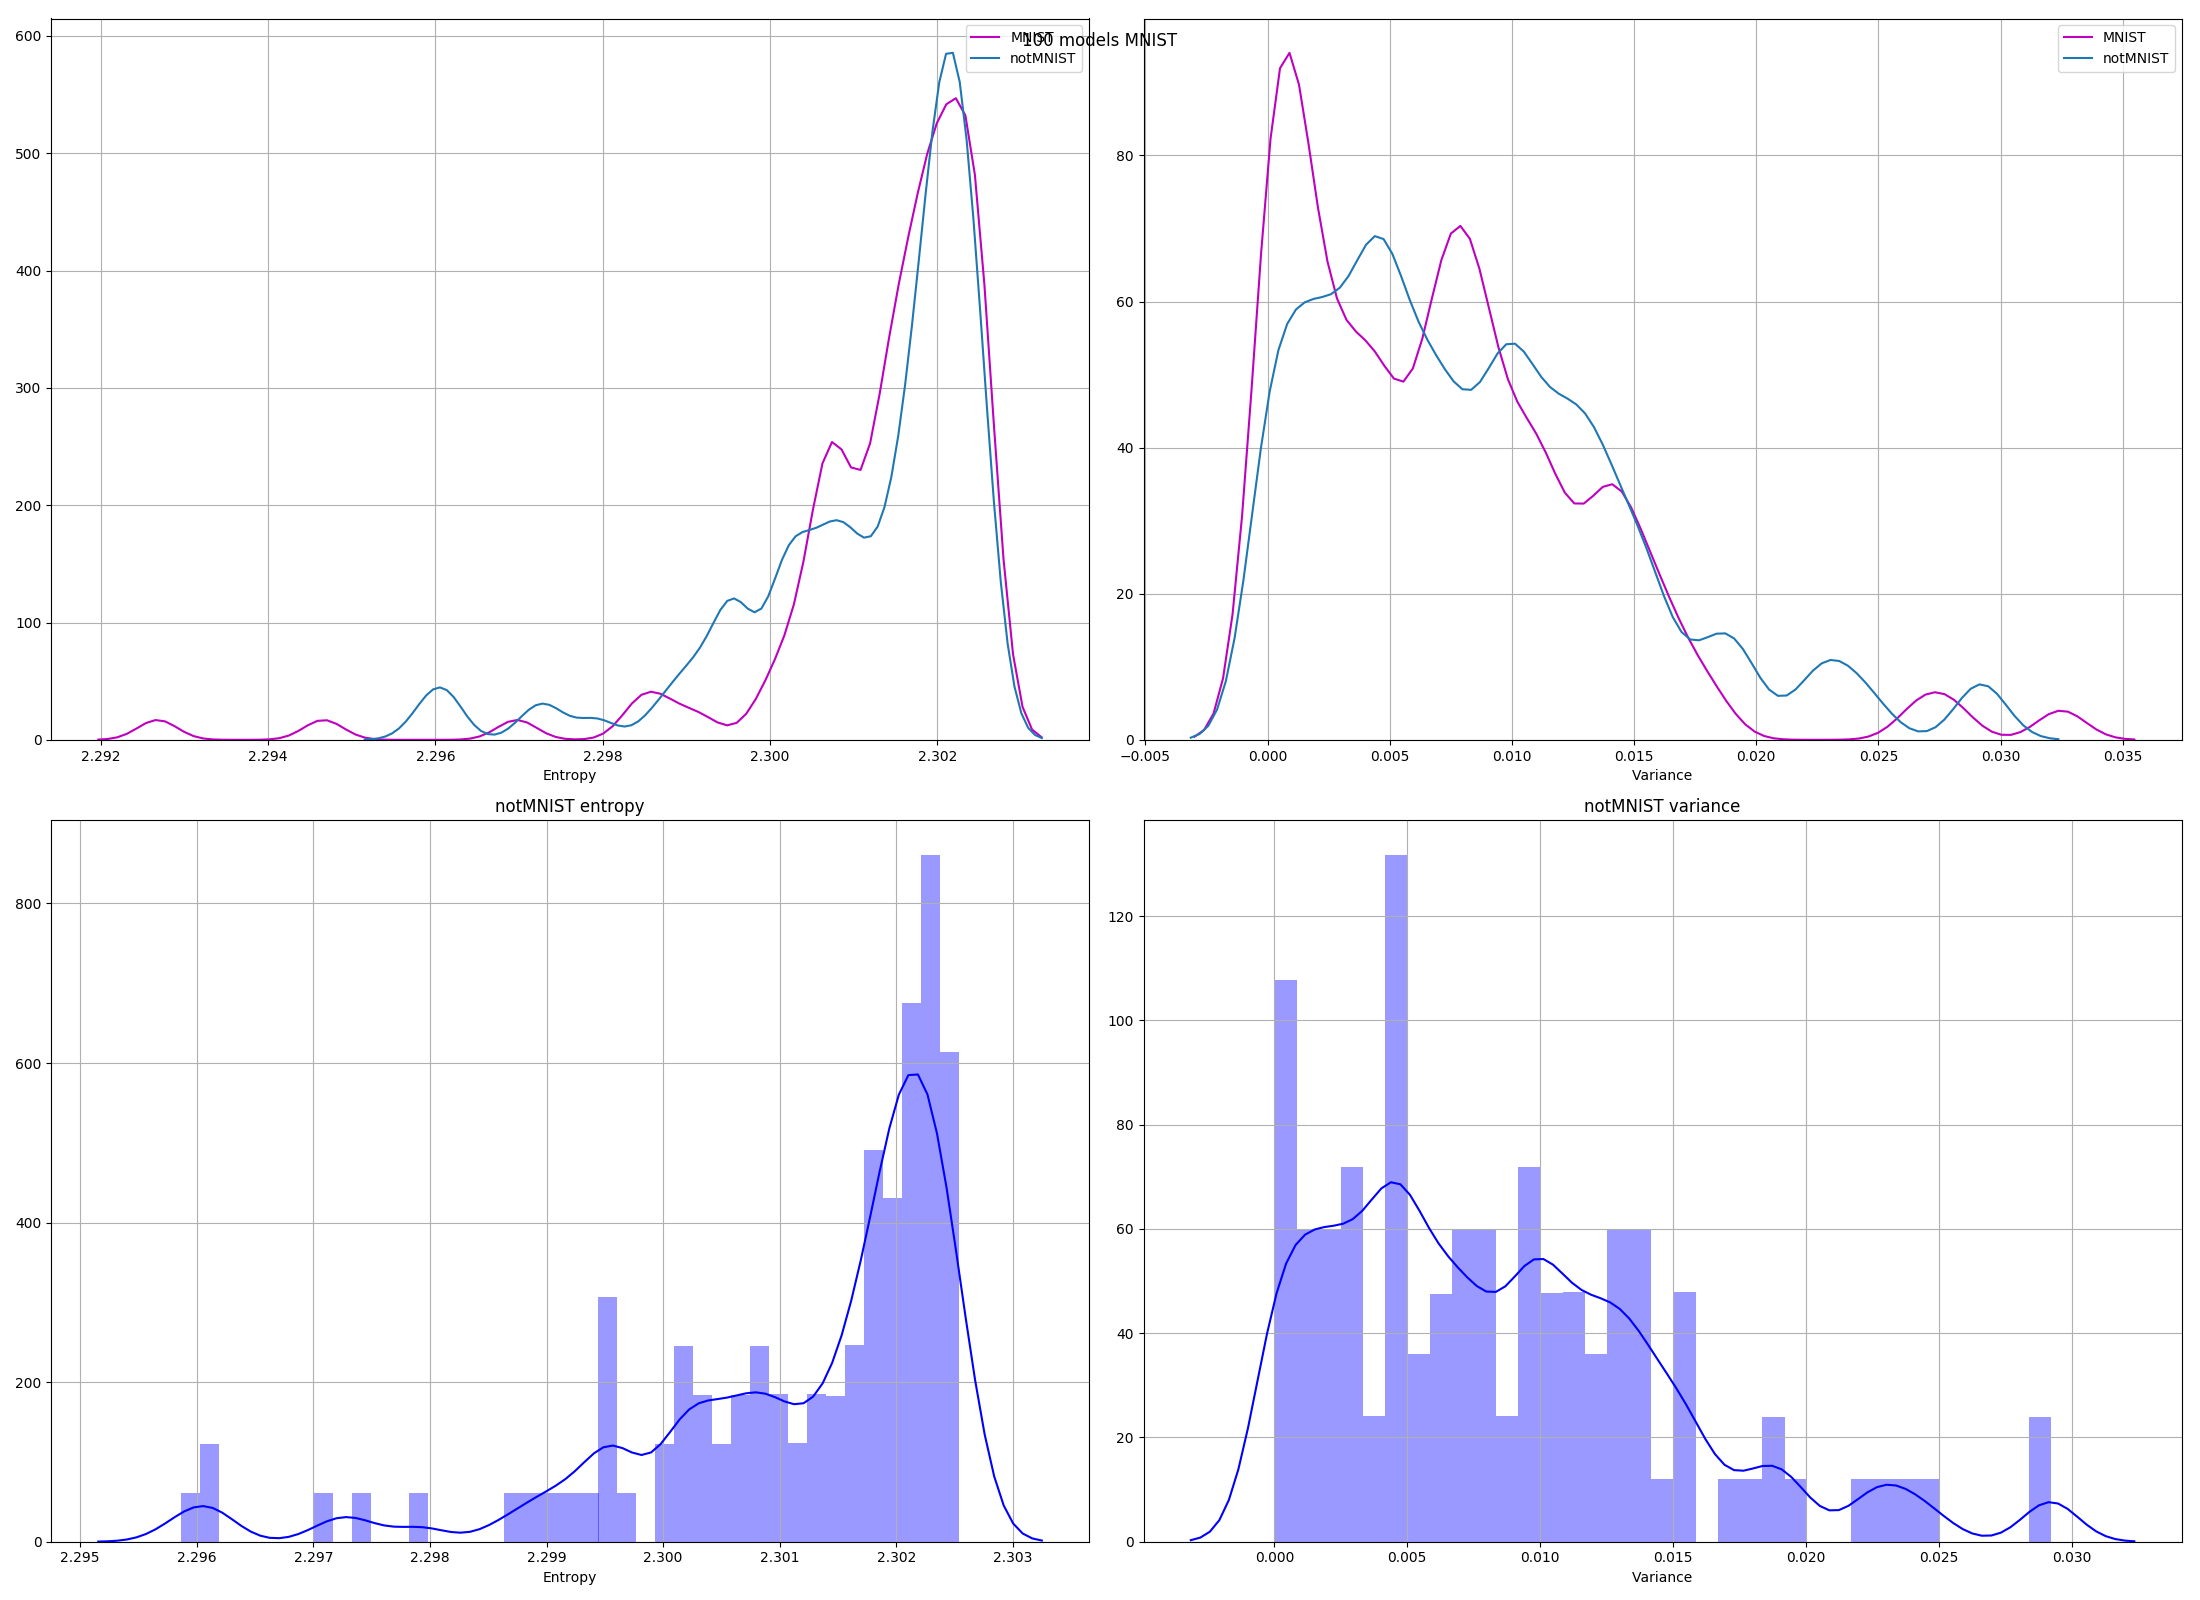 100 models MNIST
MNIST
notMNIST
600
500
400
300
200
100
0
2.292 2.294 2.296 2.298 2.300 2.302
Entropy
MNIST
notMNIST
80
60
40
20
0
−0.005 0.000 0.005 0.010 0.015 0.020 0.025 0.030 0.035
Variance
notMNIST entropy
800
600
400
200
0
2.295 2.296 2.297 2.298 2.299 2.300 2.301 2.302 2.303
Entropy
notMNIST variance
120
100
80
60
40
20
0
0.000 0.005 0.010 0.015 0.020 0.025 0.030
Variance